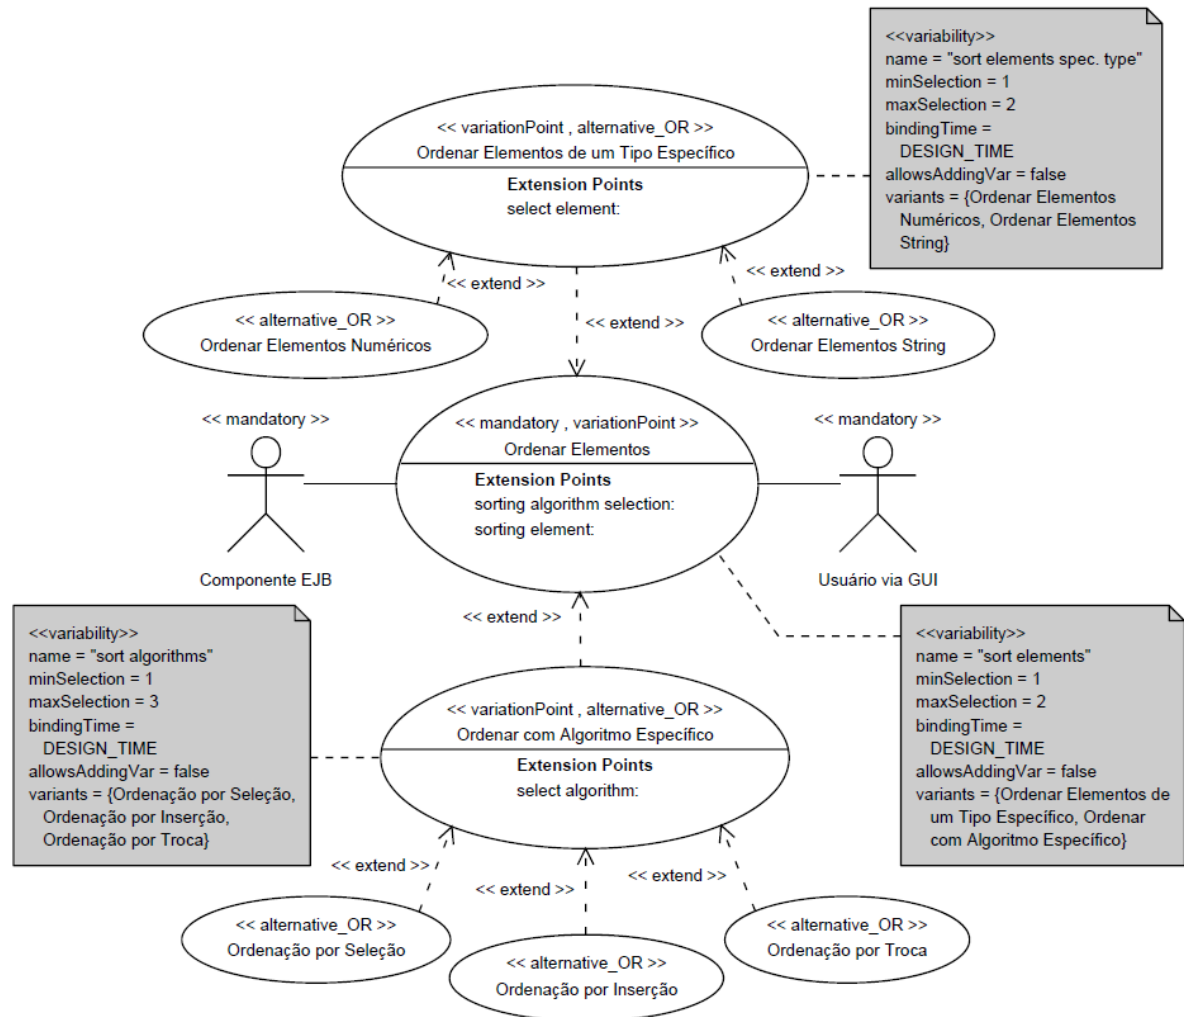 <<variability>>
name = "sort elements spec. type"
minSelection = 1
maxSelection = 2
bindingTime =
DESIGN_TIME
allowsAddingVar = false
variants = {Ordenar Elementos
Numéricos, Ordenar Elementos
String}
<< variationPoint , alternative_OR >>
Ordenar Elementos de um Tipo Específico
Extension Points
select element:
<< extend >>
<< extend >>
<< extend >>
<< alternative_OR >>
Ordenar Elementos Numéricos
<< alternative_OR >>
Ordenar Elementos String
<< mandatory >>
Componente EJB
<< mandatory , variationPoint >>
Ordenar Elementos
Extension Points
sorting algorithm selection:
sorting element:
<< mandatory >>
Usuário via GUI
<< extend >>
<<variability>>
name = "sort algorithms"
minSelection = 1
maxSelection = 3
bindingTime =
DESIGN_TIME
allowsAddingVar = false
variants = {Ordenação por Seleção,
Ordenação por Inserção,
Ordenação por Troca}
<< variationPoint , alternative_OR >>
Ordenar com Algoritmo Específico
Extension Points
select algorithm:
<<variability>>
name = "sort elements"
minSelection = 1
maxSelection = 2
bindingTime =
DESIGN_TIME
allowsAddingVar = false
variants = {Ordenar Elementos de
um Tipo Específico, Ordenar
com Algoritmo Específico}
<< extend >>
<< extend >>
<< extend >>
<< alternative_OR >>
Ordenação por Seleção
<< alternative_OR >>
Ordenação por Inserção
<< alternative_OR >>
Ordenação por Troca